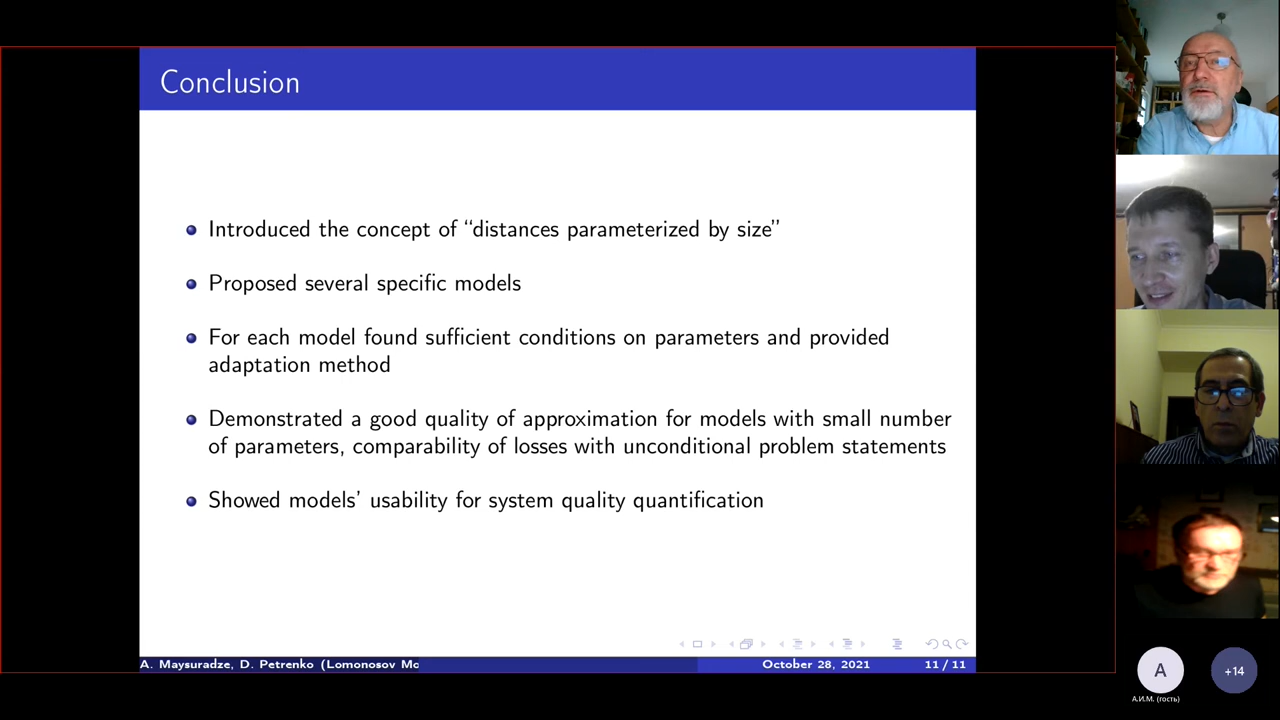 Conclusion
Introduced the concept of “distances parameterized by size”
Proposed several specific models
For each model found sufficient conditions on parameters and provided
adaptation method
Demonstrated a good quality of approximation for models with small number
of parameters, comparability of losses with unconditional problem statements
Showed models’ usability for system quality quantification
A. Maysuradze, D. Petrenko (Lomonosov Mo
October 28, 2021
11 / 11
A
+14
А.И.М. (гость)